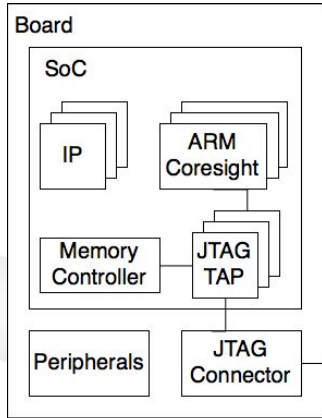 Board
SoC
IP
ARM
Coresight
Memory
Controller
JTAG
TAP
Peripherals
JTAG
Connector